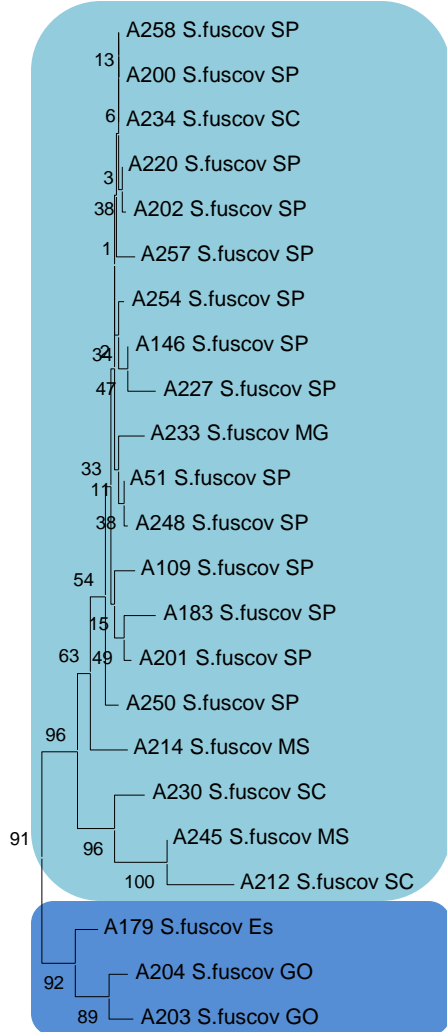 A258 S.fuscov SP
13
A200 S.fuscov SP
6
A234 S.fuscov SC
A220 S.fuscov SP
3
A202 S.fuscov SP
38
1
A257 S.fuscov SP
A254 S.fuscov SP
A146 S.fuscov SP
2
34
A227 S.fuscov SP
47
A233 S.fuscov MG
33
A51 S.fuscov SP
11
A248 S.fuscov SP
38
A109 S.fuscov SP
54
A183 S.fuscov SP
15
A201 S.fuscov SP
63
49
A250 S.fuscov SP
96
A214 S.fuscov MS
A230 S.fuscov SC
91
96
A245 S.fuscov MS
100
A212 S.fuscov SC
A179 S.fuscov Es
92
A204 S.fuscov GO
89
A203 S.fuscov GO